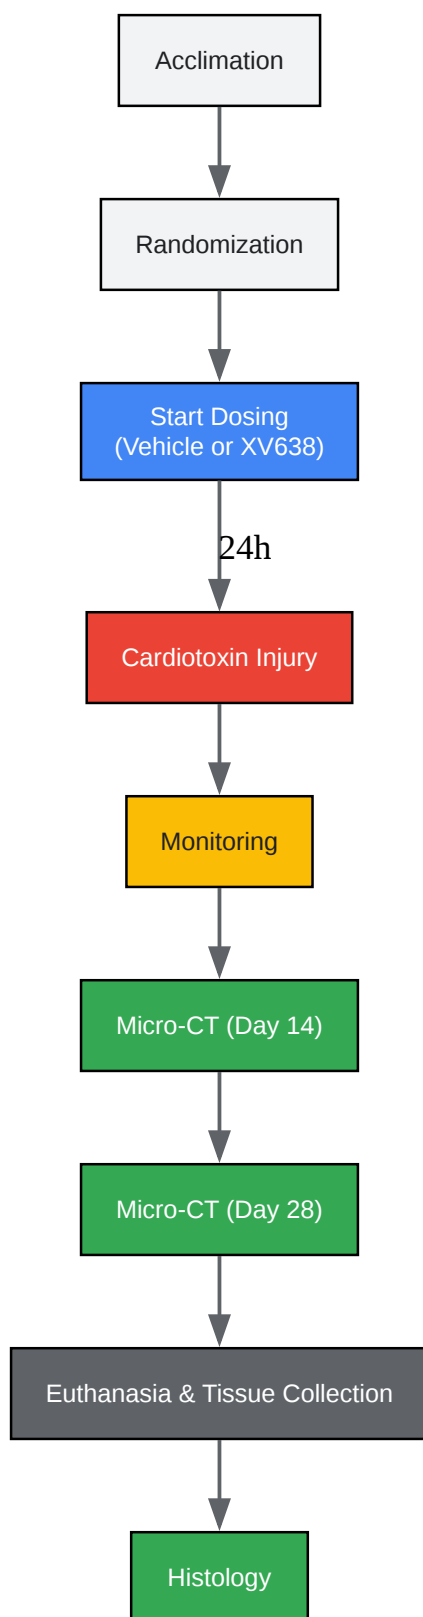 Acclimation
Randomization
Start Dosing
(Vehicle or XV638)
24h
Cardiotoxin Injury
Monitoring
Micro-CT (Day 14)
Micro-CT (Day 28)
Euthanasia & Tissue Collection
Histology